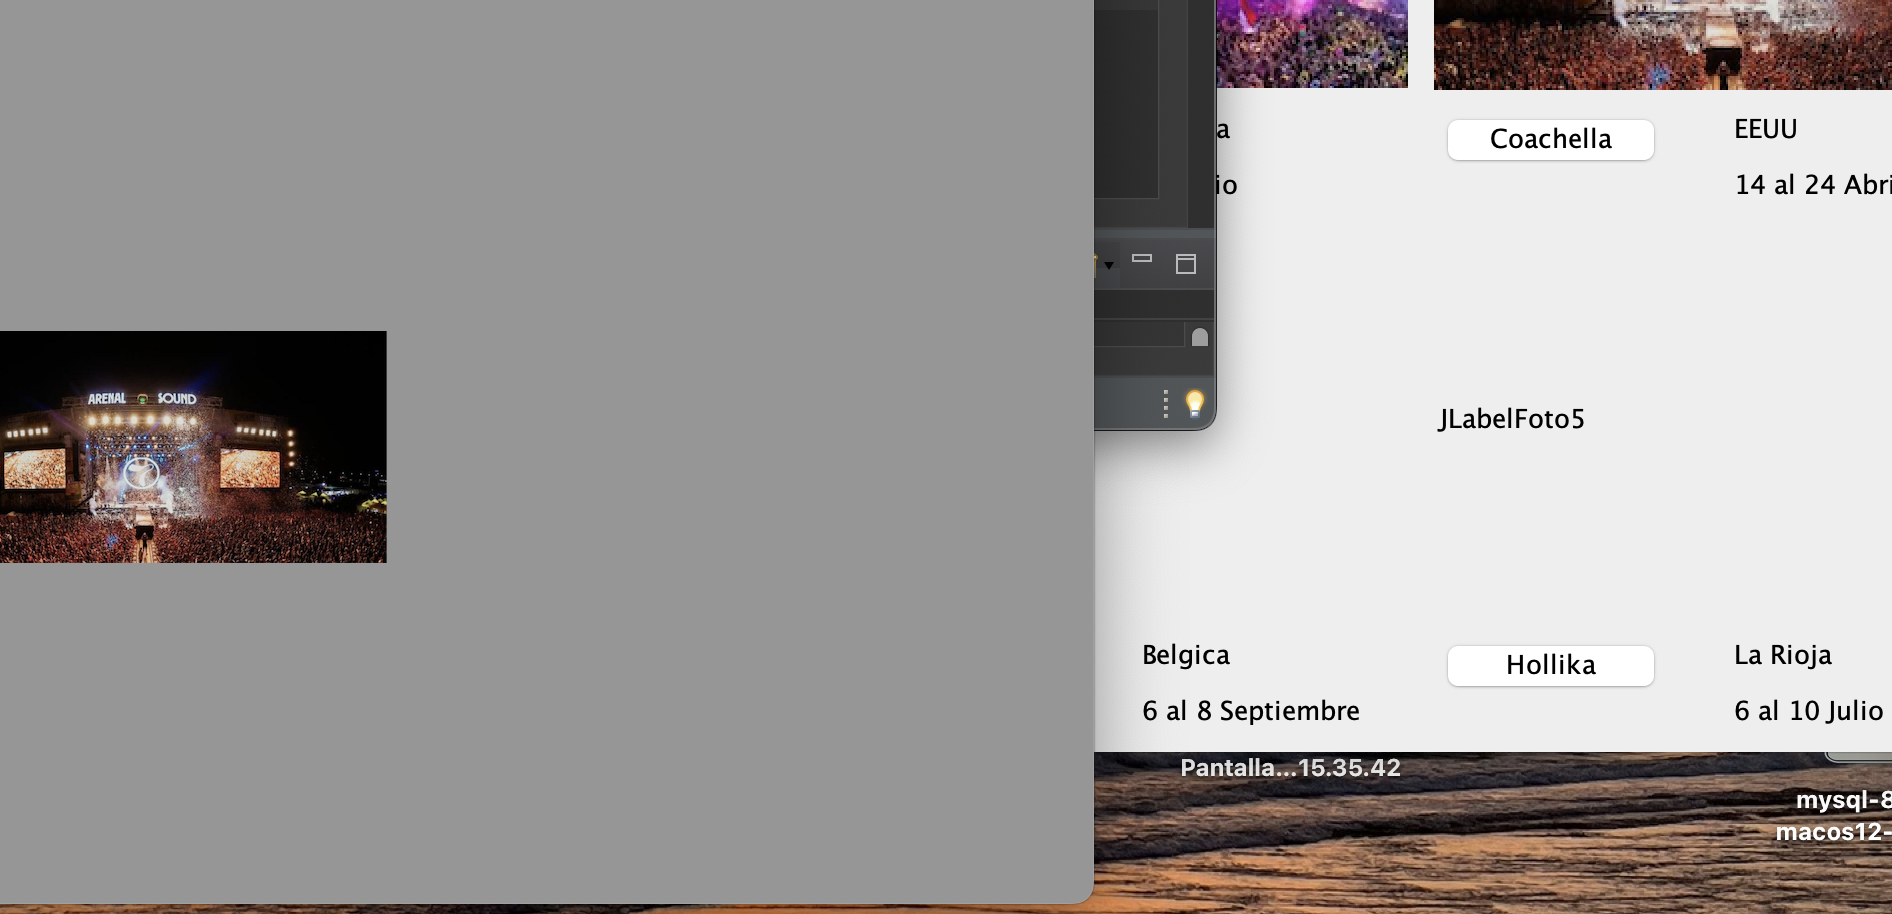 ARENAL SOUND
a
io
Coachella
EEUU
14 al 24 Abri
JLabelFoto5
Belgica
6 al 8 Septiembre
Hollika
La Rioja
6 al 10 Julio
Pantalla...15.35.42
mysql-8
macos12-